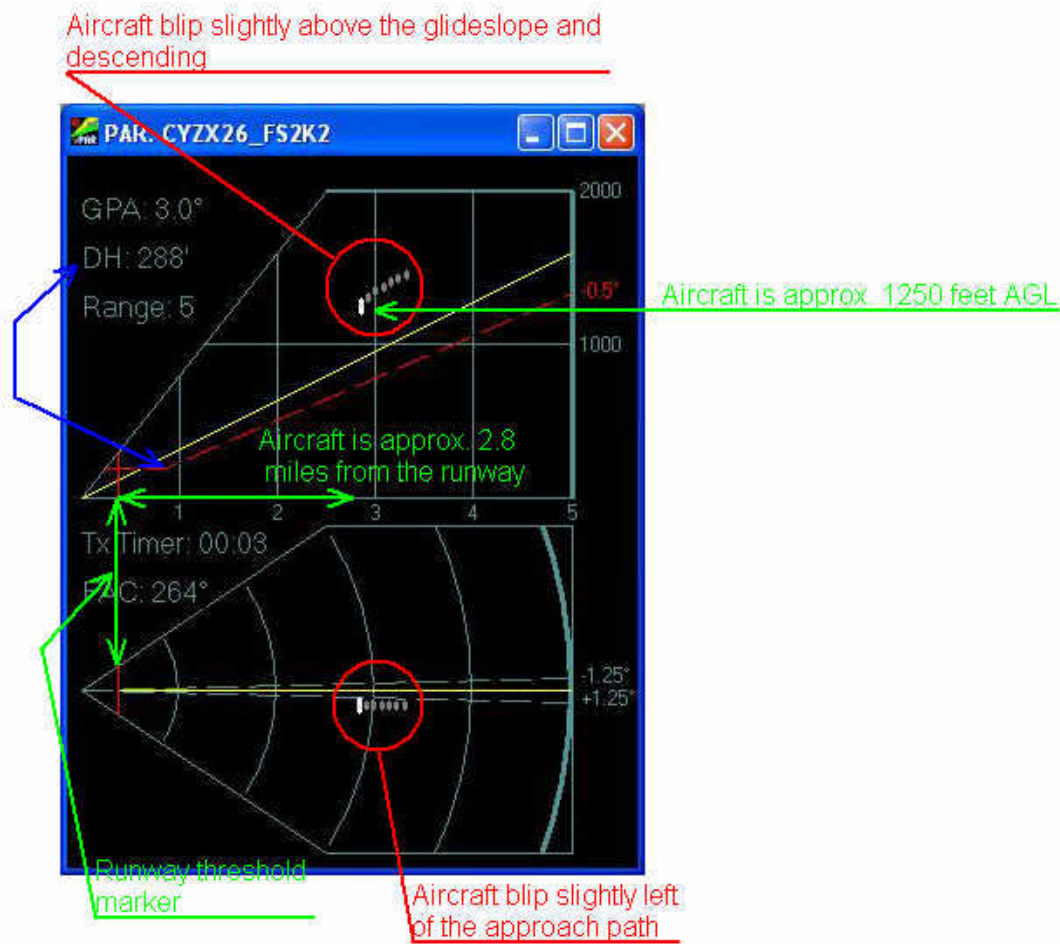 Aircraft blip slightly above the glideslope and
descending
PAR: CYZX26_FS2K2
2000
GPA: 3.0°
DH: 288'
-0.5°
Aircraft is approx. 1250 feet AGL
Range: 5
1000
Aircraft is approx. 2.8
miles from the runway
1 2 3 4 5
Tx Timer: 00:03
FAC: 264°
-1.25°
+1.25°
Runway threshold
marker
Aircraft blip slightly left
of the approach path